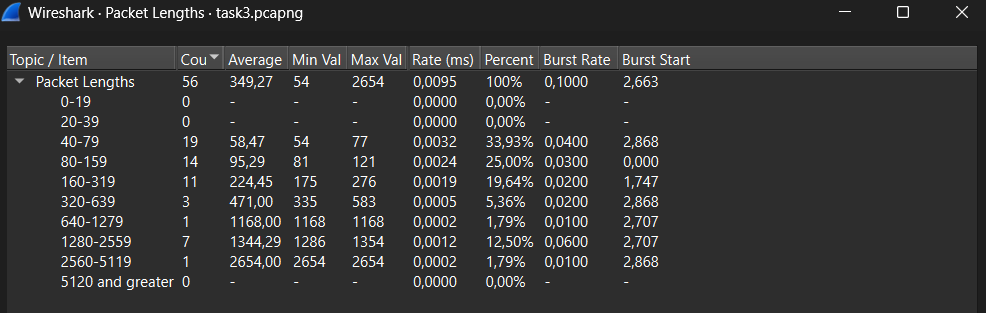 Wireshark · Packet Lengths · task3.pcapng
Topic / Item Cou Average Min Val Max Val Rate (ms) Percent Burst Rate Burst Start
Packet Lengths 56 349,27 54 2654 0,0095 100% 0,1000 2,663
0-19 0 - - - 0,0000 0,00% - -
20-39 0 - - - 0,0000 0,00% - -
40-79 19 58,47 54 77 0,0032 33,93% 0,0400 2,868
80-159 14 95,29 81 121 0,0024 25,00% 0,0300 0,000
160-319 11 224,45 175 276 0,0019 19,64% 0,0200 1,747
320-639 3 471,00 335 583 0,0005 5,36% 0,0200 2,868
640-1279 1 1168,00 1168 1168 0,0002 1,79% 0,0100 2,707
1280-2559 7 1344,29 1286 1354 0,0012 12,50% 0,0600 2,707
2560-5119 1 2654,00 2654 2654 0,0002 1,79% 0,0100 2,868
5120 and greater 0 - - - 0,0000 0,00% - -